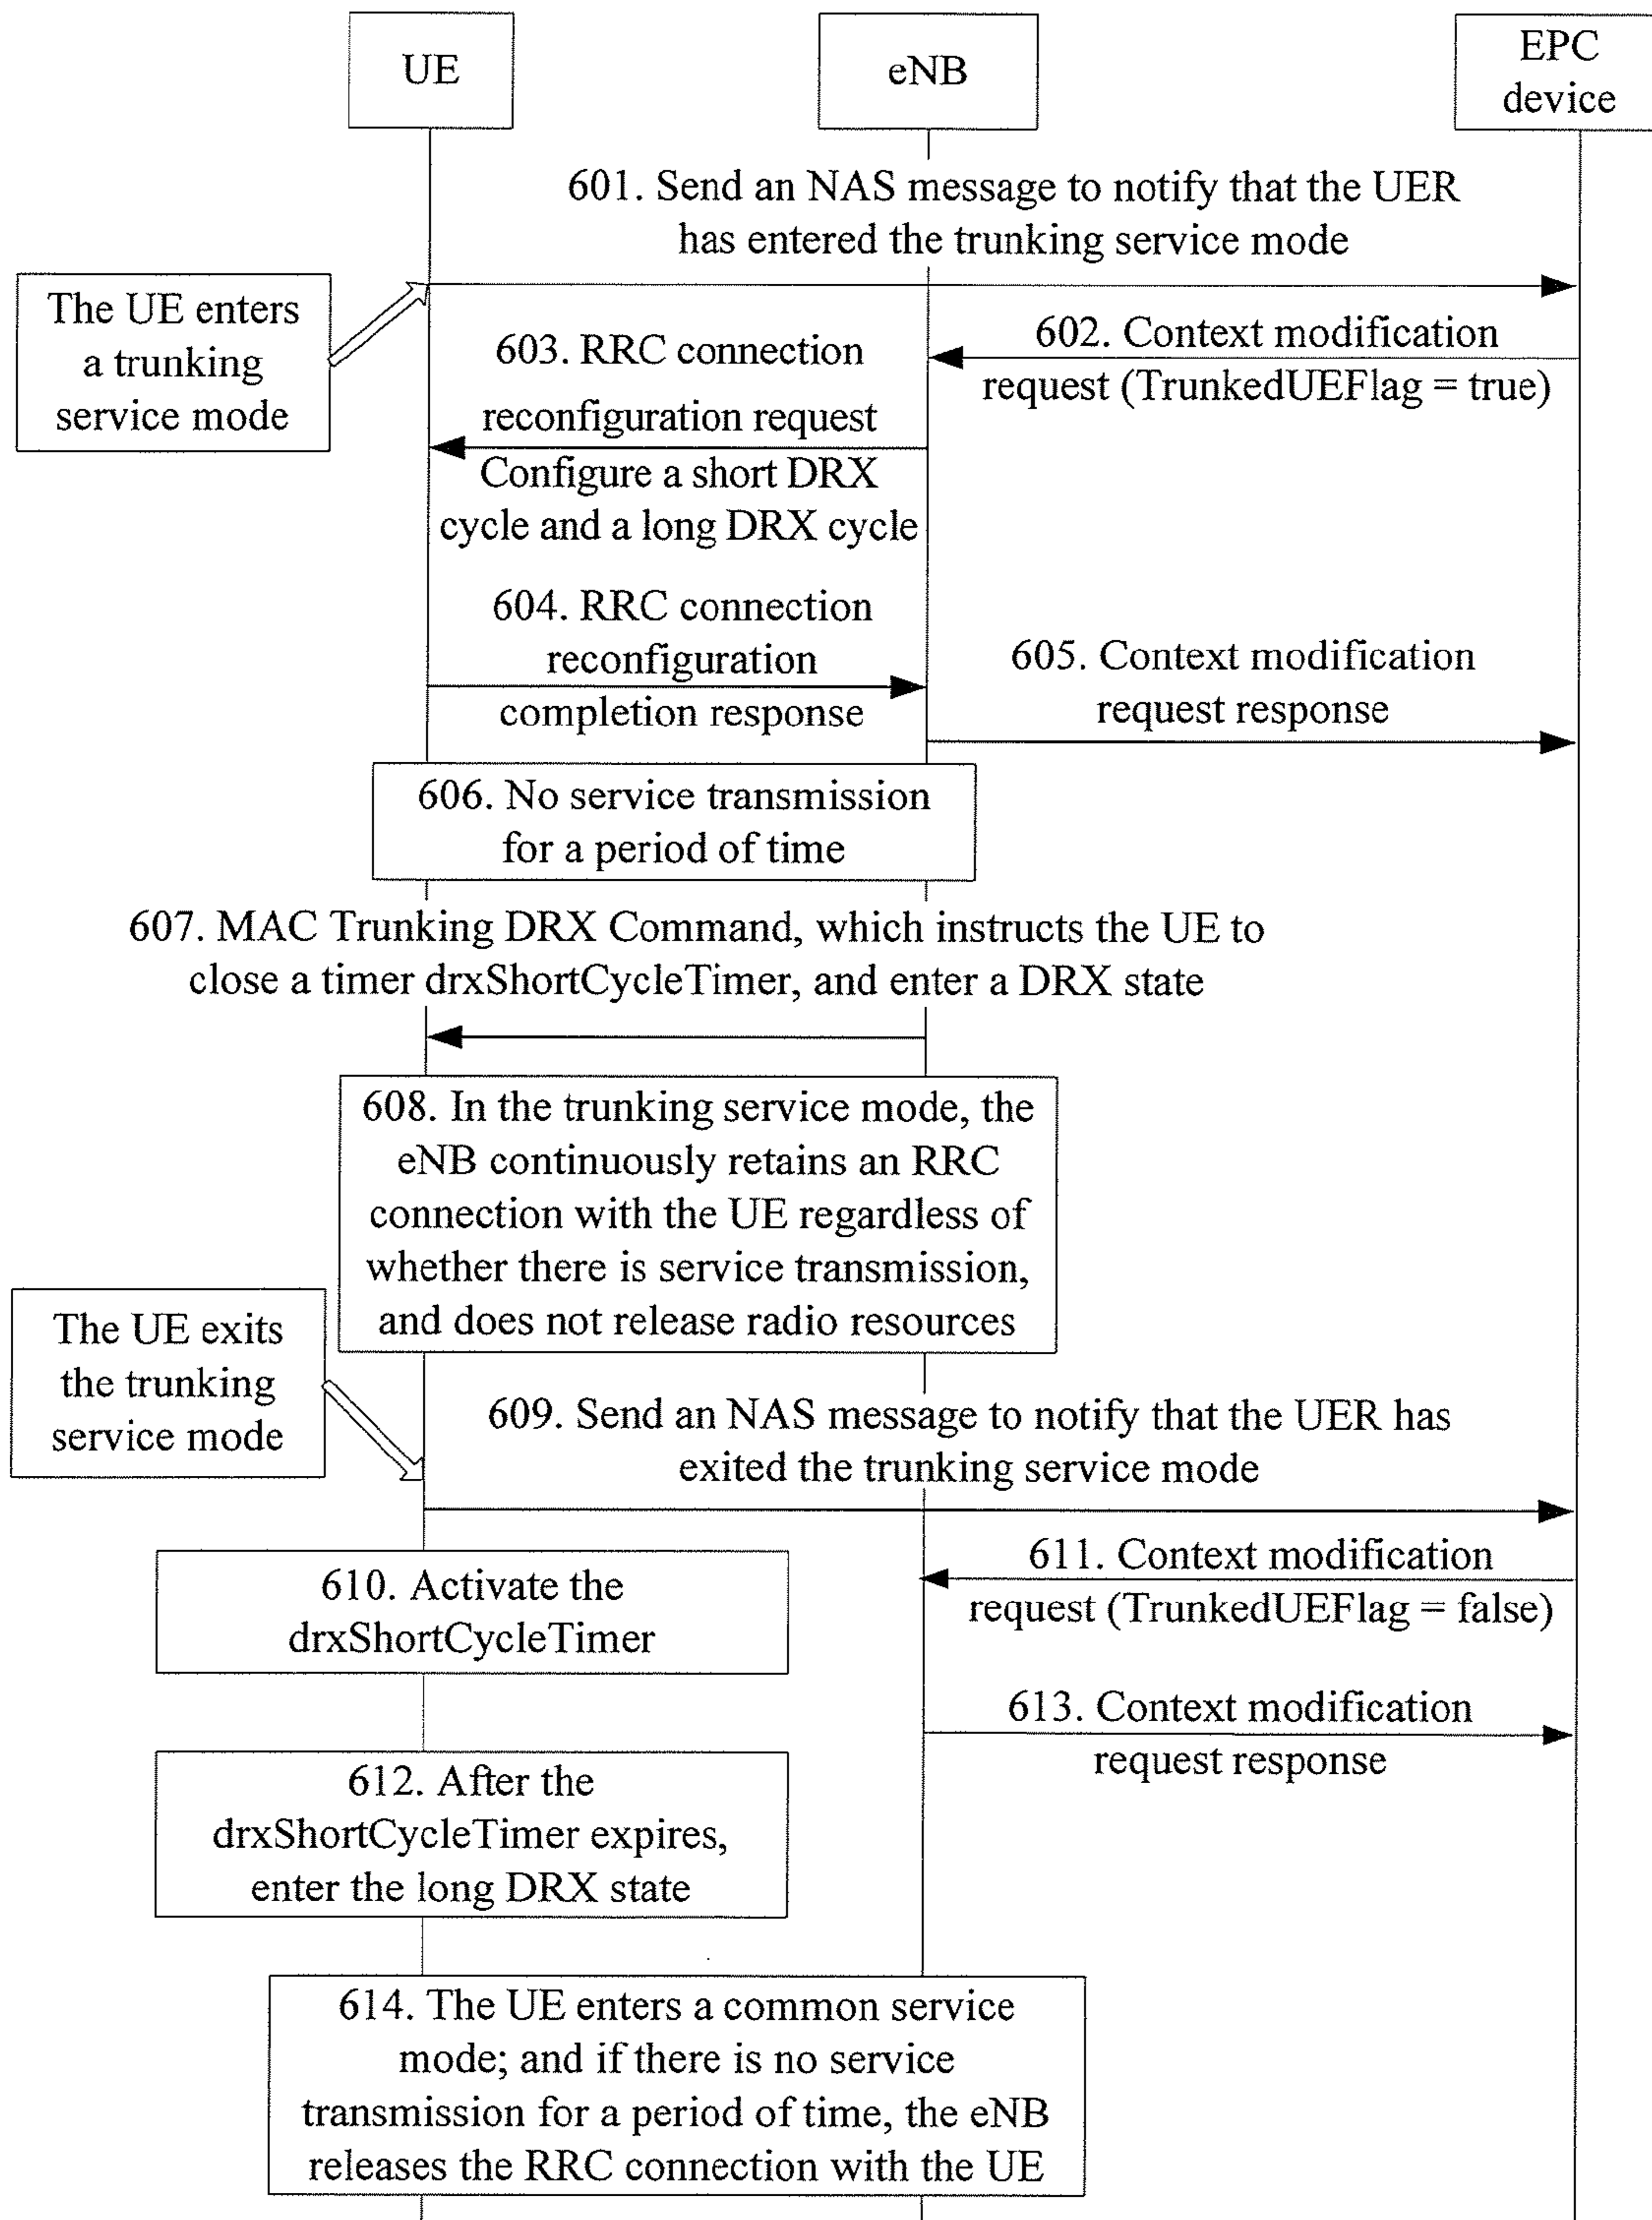 UE
eNB
EPC
device
601. Send an NAS message to notify that the UER
has entered the trunking service mode
The UE enters
a trunking
service mode
602. Context modification
request (TrunkedUEFlag = true)
603. RRC connection
reconfiguration request
Configure a short DRX
cycle and a long DRX cycle
604. RRC connection
reconfiguration
completion response
605. Context modification
request response
606. No service transmission
for a period of time
607. MAC Trunking DRX Command, which instructs the UE to
close a timer drxShortCycleTimer, and enter a DRX state
608. In the trunking service mode, the
eNB continuously retains an RRC
connection with the UE regardless of
whether there is service transmission,
and does not release radio resources
The UE exits
the trunking
service mode
609. Send an NAS message to notify that the UER has
exited the trunking service mode
610. Activate the
drxShortCycleTimer
611. Context modification
request (TrunkedUEFlag = false)
613. Context modification
request response
612. After the
drxShortCycleTimer expires,
enter the long DRX state
614. The UE enters a common service
mode; and if there is no service
transmission for a period of time, the eNB
releases the RRC connection with the UE